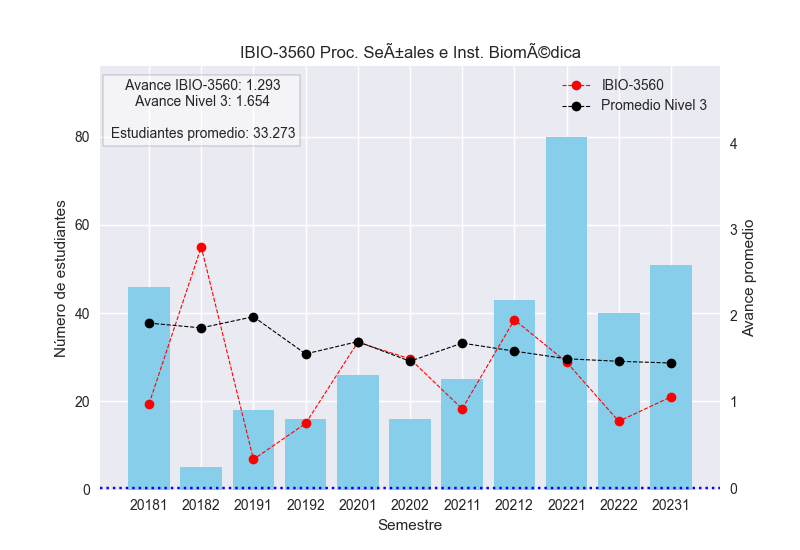 IBIO-3560 Proc. SeÃ±ales e Inst. BiomÃ©dica
Avance IBIO-3560: 1.293
Avance Nivel 3: 1.654
Estudiantes promedio: 33.273
IBIO-3560
Promedio Nivel 3
Número de estudiantes
80
60
40
20
0
4
3
2
1
0
Avance promedio
20181 20182 20191 20192 20201 20202 20211 20212 20221 20222 20231
Semestre